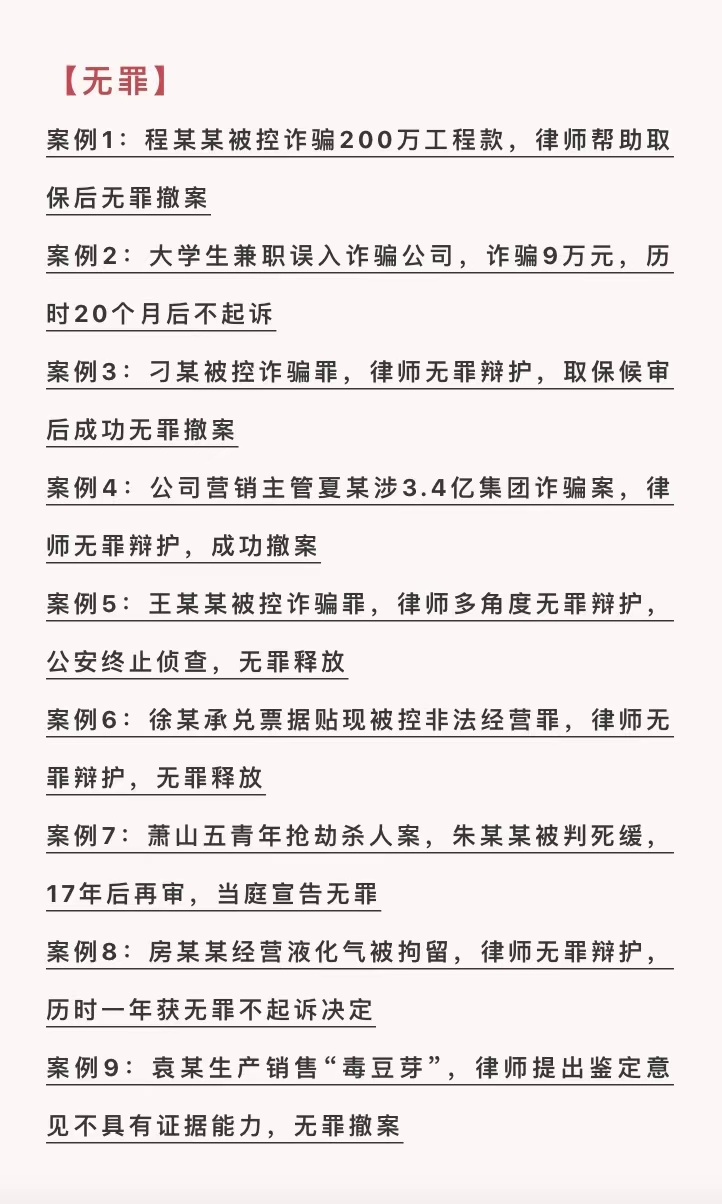 【无罪】
案例1：程某某被控诈骗200万工程款，律师帮助取
保后无罪撤案
案例2：大学生兼职误入诈骗公司，诈骗9万元，历
时20个月后不起诉
案例3：刁某被控诈骗罪，律师无罪辩护，取保候审
后成功无罪撤案
案例4：公司营销主管夏某涉3.4亿集团诈骗案，律
师无罪辩护，成功撤案
案例5：王某某被控诈骗罪，律师多角度无罪辩护，
公安终止侦查，无罪释放
案例6：徐某承兑票据贴现被控非法经营罪，律师无
罪辩护，无罪释放
案例7：萧山五青年抢劫杀人案，朱某某被判死缓，
17年后再审，当庭宣告无罪
案例8：房某某经营液化气被拘留，律师无罪辩护，
历时一年获无罪不起诉决定
案例9：袁某生产销售“毒豆芽”，律师提出鉴定意
见不具有证据能力，无罪撤案